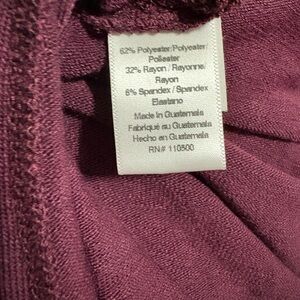 62% Polyester/Polyester/
Poliester
32% Rayon / Rayonne/
Rayon
6% Spandex / Spandex
Elastano
Made in Guatemala
Fabriqué au Guatemala
Hecho en Guatemala
RN# 110500